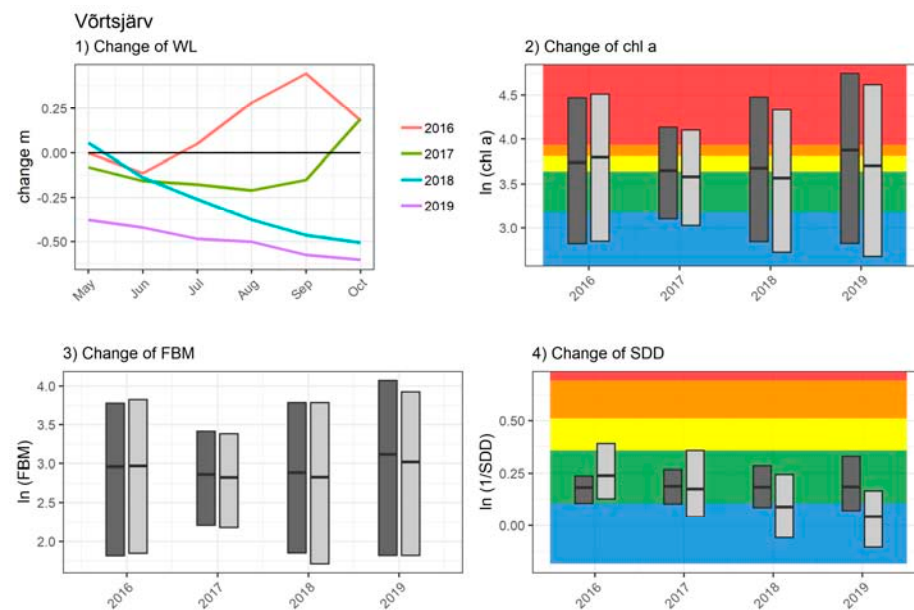 Võrtsjärv
1) Change of WL
change m
0.25
0.00
-0.25
-0.50
May
Jun
Jul
Aug
Sep
Oct
2016
2017
2018
2019
2) Change of chl a
ln (chl a)
4.5
4.0
3.5
3.0
2016
2017
2018
2019
3) Change of FBM
ln (FBM)
4.0
3.5
3.0
2.5
2.0
2016
2017
2018
2019
4) Change of SDD
ln (1/SDD)
0.50
0.25
0.00
2016
2017
2018
2019